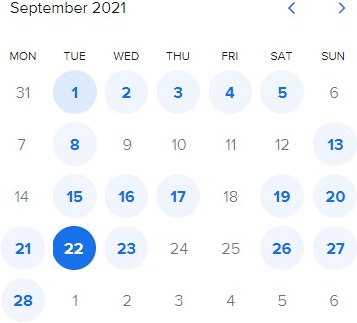 September 2021
MON TUE WED THU FRI SAT SUN
31 1 2 3 4 5 6
7 8 9 10 11 12 13
14 15 16 17 18 19 20
21 22 23 24 25 26 27
28 1 2 3 4 5 6